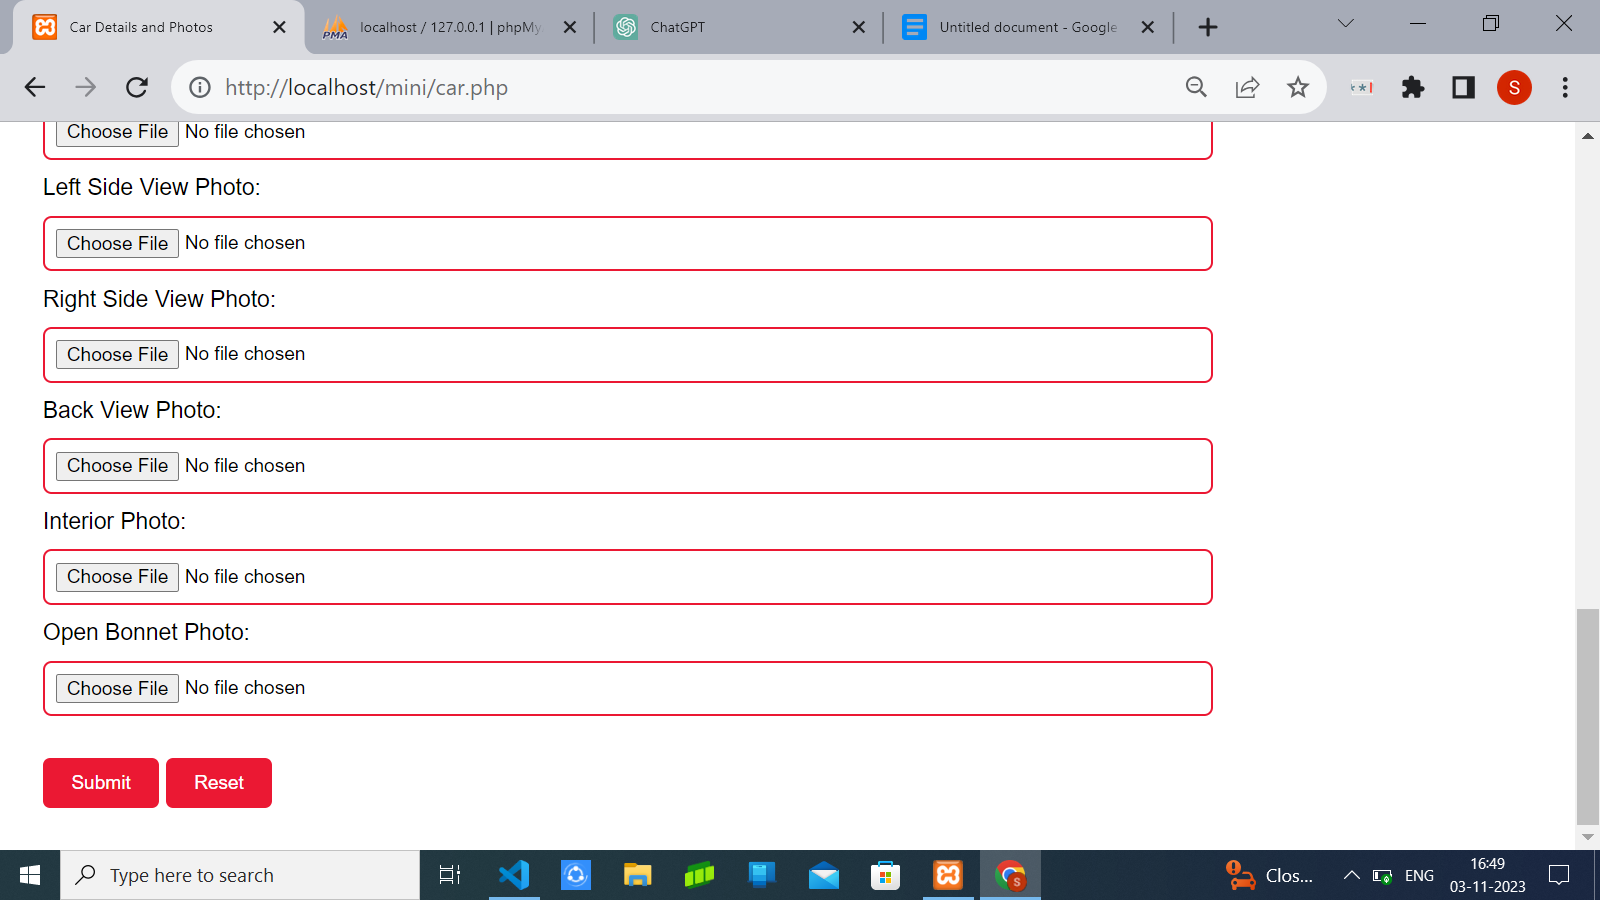 Car Details and Photos
localhost / 127.0.0.1 | phpMy
ChatGPT
Untitled document - Google
http://localhost/mini/car.php
S
Choose File No file chosen
Left Side View Photo:
Choose File No file chosen
Right Side View Photo:
Choose File No file chosen
Back View Photo:
Choose File No file chosen
Interior Photo:
Choose File No file chosen
Open Bonnet Photo:
Choose File No file chosen
Submit Reset
Type here to search
Clos...
ENG
16:49
03-11-2023